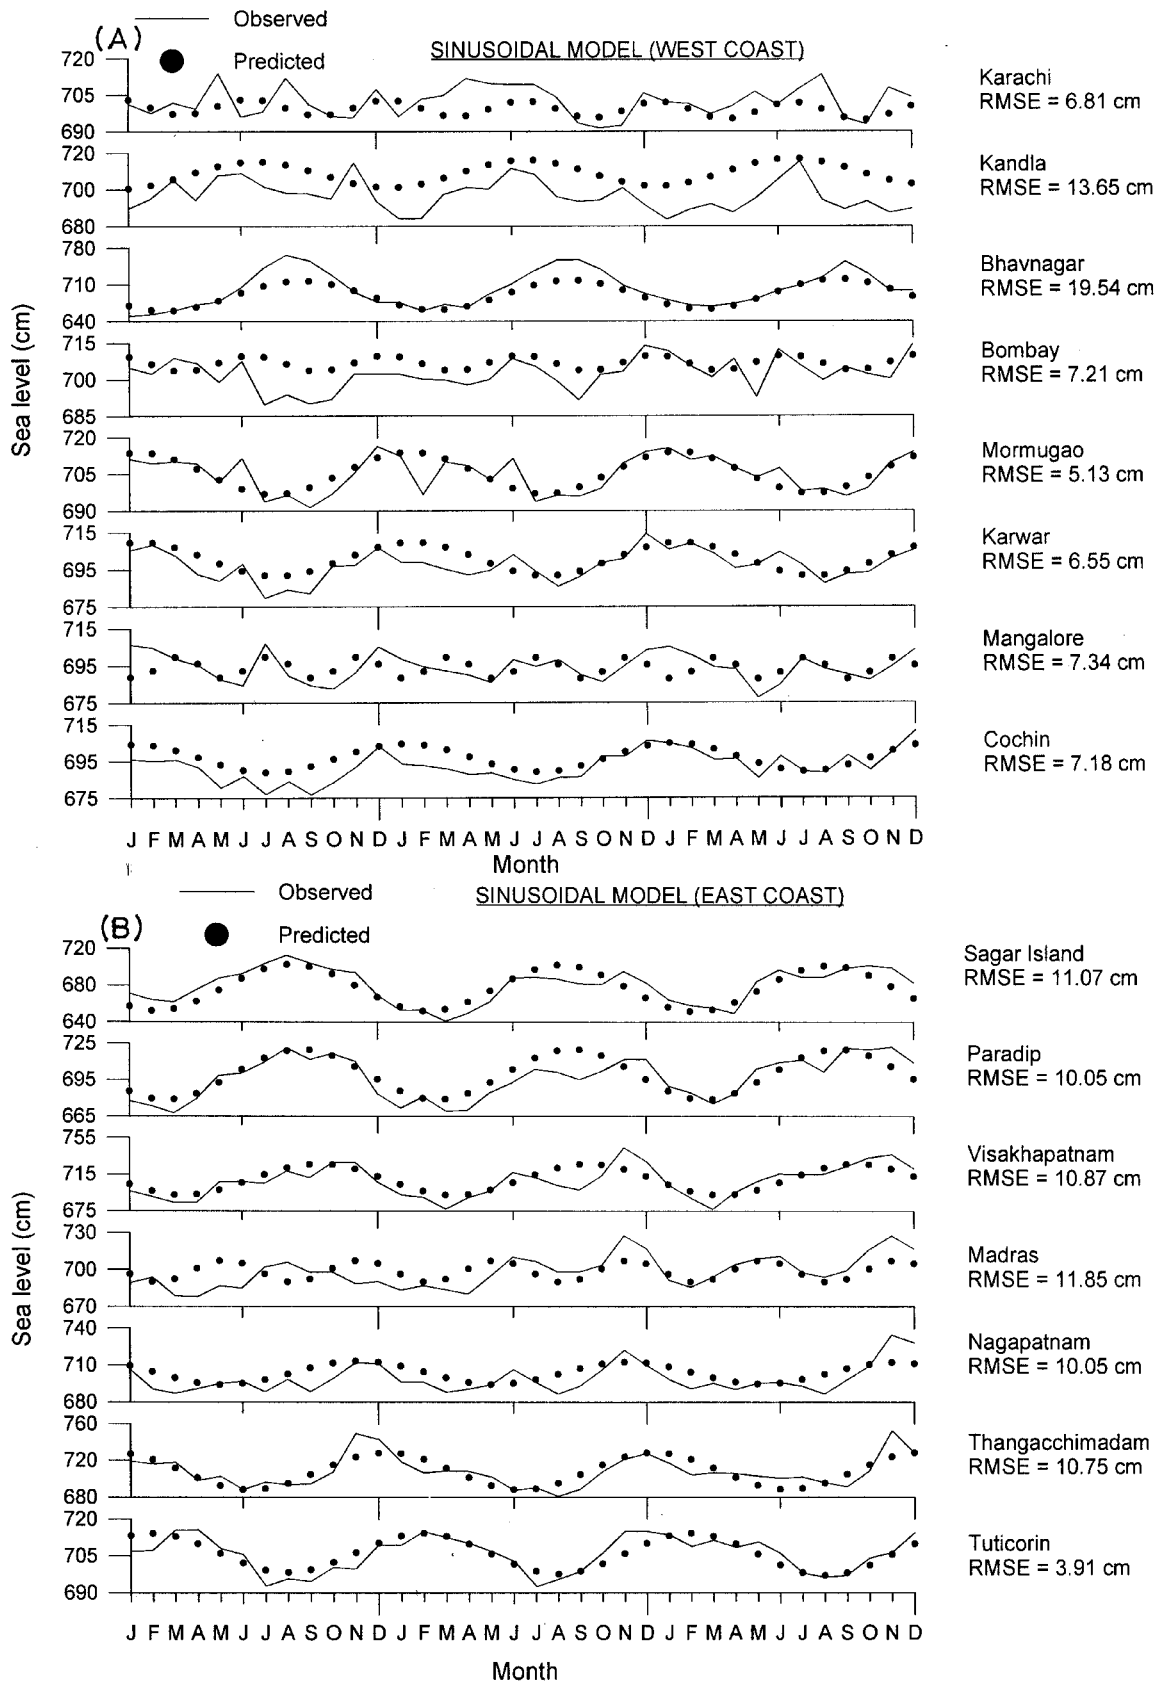 (A)
Observed
Predicted
SINUSOIDAL MODEL (WEST COAST)
Sea level (cm)
720
705
690
Karachi
RMSE = 6.81 cm
720
700
680
Kandla
RMSE = 13.65 cm
780
710
640
Bhavnagar
RMSE = 19.54 cm
715
700
685
Bombay
RMSE = 7.21 cm
720
705
690
Mormugao
RMSE = 5.13 cm
715
695
675
Karwar
RMSE = 6.55 cm
715
695
675
Mangalore
RMSE = 7.34 cm
715
695
675
Cochin
RMSE = 7.18 cm
J F M A M J J A S O N D J F M A M J J A S O N D J F M A M J J A S O N D
Month
(B)
Observed
Predicted
SINUSOIDAL MODEL (EAST COAST)
Sea level (cm)
720
680
640
Sagar Island
RMSE = 11.07 cm
725
695
665
Paradip
RMSE = 10.05 cm
755
715
675
Visakhapatnam
RMSE = 10.87 cm
730
700
670
Madras
RMSE = 11.85 cm
740
710
680
Nagapatnam
RMSE = 10.05 cm
760
720
680
Thangacchimadam
RMSE = 10.75 cm
720
705
690
Tuticorin
RMSE = 3.91 cm
J F M A M J J A S O N D J F M A M J J A S O N D J F M A M J J A S O N D
Month